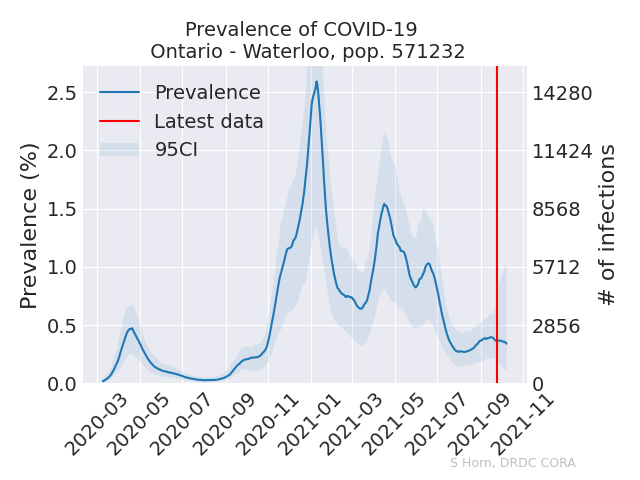 Prevalence of COVID-19
Ontario - Waterloo, pop. 571232
Prevalence
Latest data
95CI
Prevalence (%)
2.5
2.0
1.5
1.0
0.5
0.0
14280
11424
8568
5712
2856
0
# of infections
2020-03
2020-05
2020-07
2020-09
2020-11
2021-01
2021-03
2021-05
2021-07
2021-09
2021-11
S Horn, DRDC CORA